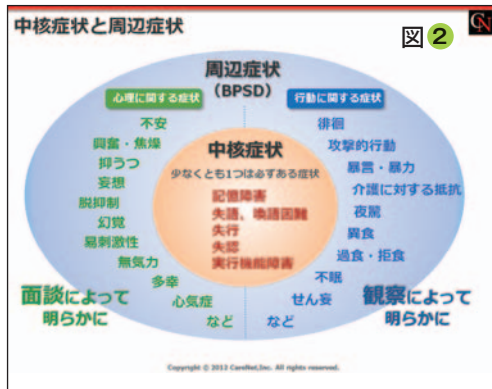 中核症状と周辺症状
図2
CN
周辺症状
(BPSD)
心理に関する症状
行動に関する症状
不安
興奮・焦燥
抑うつ
妄想
脱抑制
幻覚
易刺激性
無気力
多幸
心気症
など
徘徊
攻撃的行動
暴言・暴力
介護に対する抵抗
夜驚
異食
過食・拒食
不眠
せん妄
など
中核症状
少なくとも1つは必ずある症状
記憶障害
失語、喚語困難
失行
失認
実行機能障害
面談によって
明らかに
観察によって
明らかに
Copyright © 2013 CareNet,Inc. All rights reserved.